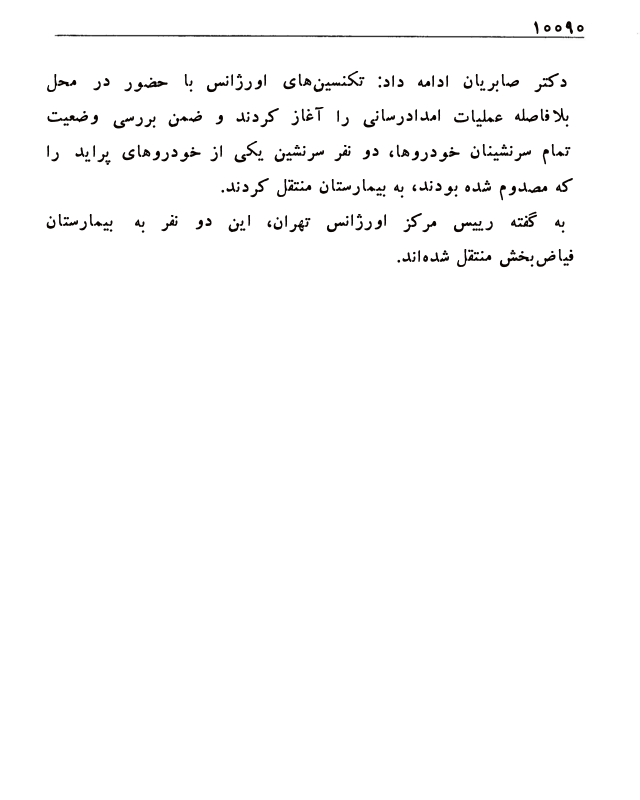 ۱۰۰۹۰
دکتر صابریان ادامه داد: تکنسین‌های اورژانس با حضور در محل
بلافاصله عملیات امدادرسانی را آغاز کردند و ضمن بررسی وضعیت
تمام سرنشینان خودروها، دو نفر سرنشین یکی از خودروهای پراید را
که مصدوم شده بودند، به بیمارستان منتقل کردند.
به گفته رییس مرکز اورژانس تهران، این دو نفر به بیمارستان
فیاض‌بخش منتقل شده‌اند.